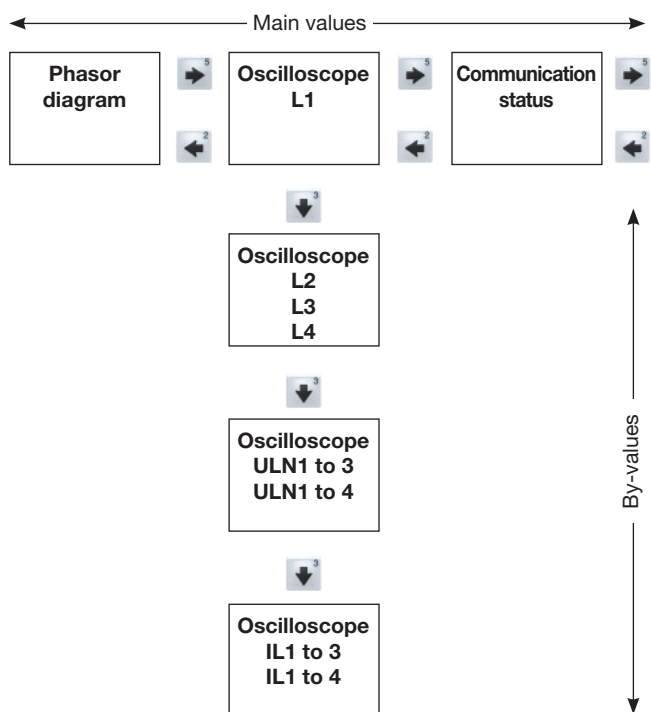 Main values
Phasor
diagram
5
2
Oscilloscope
L1
5
2
Communication
status
5
2
3
Oscilloscope
L2
L3
L4
3
Oscilloscope
ULN1 to 3
ULN1 to 4
3
Oscilloscope
IL1 to 3
IL1 to 4
By-values